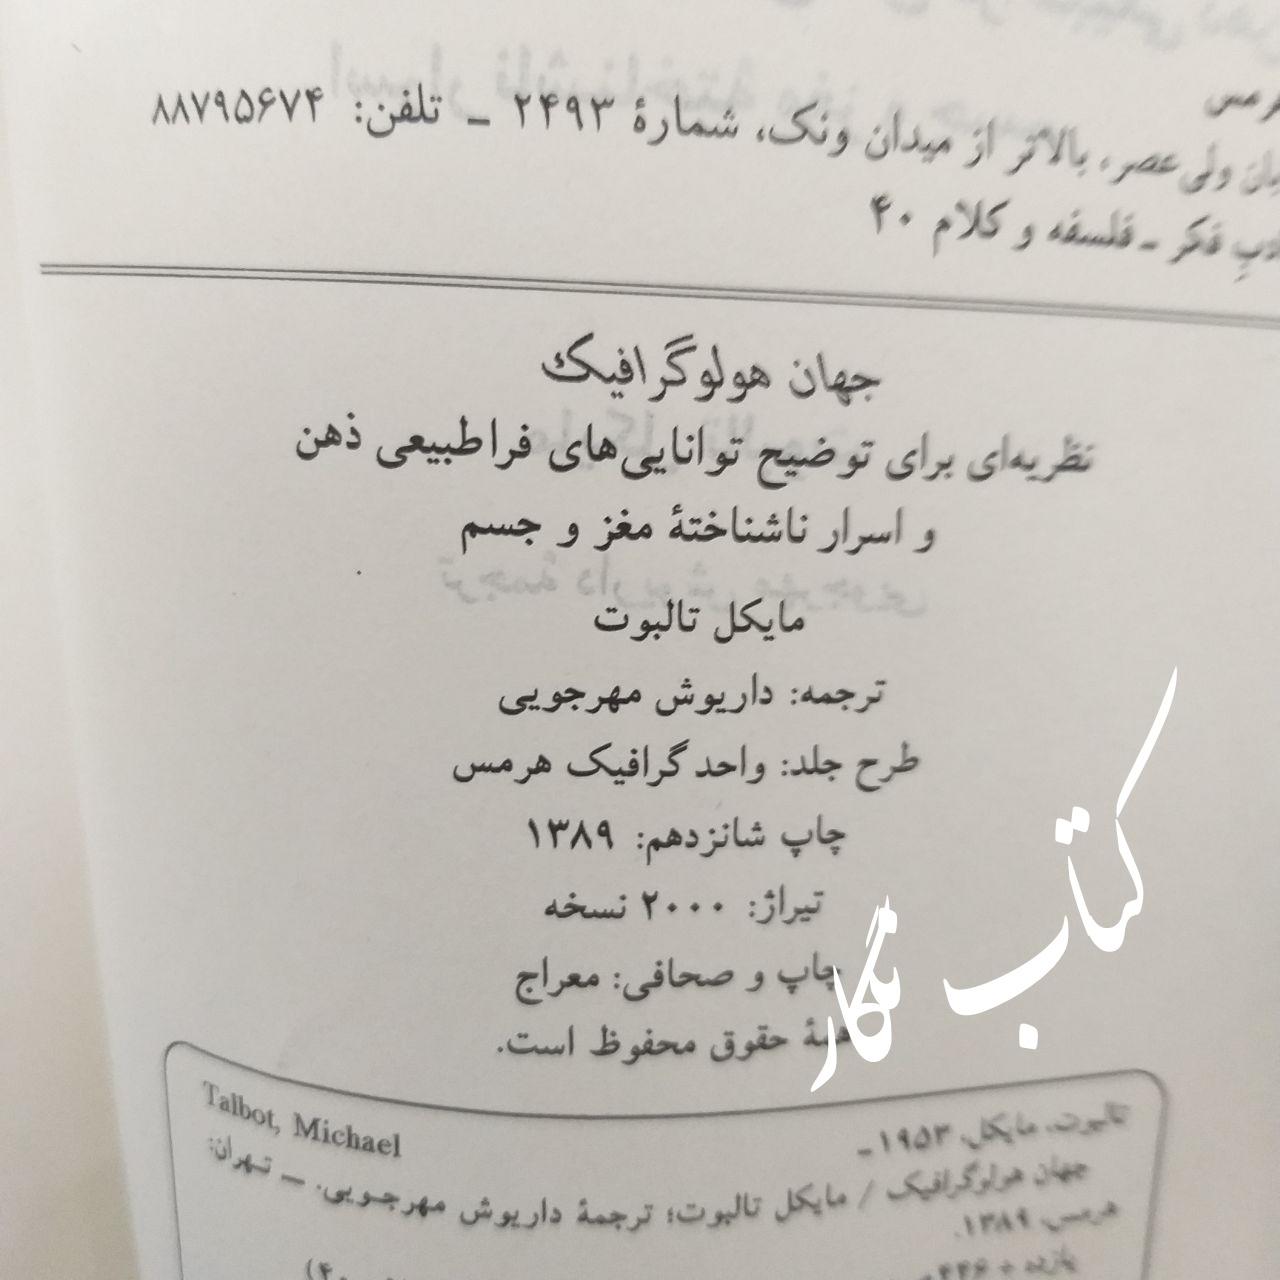 هرمس
ولی‌عصر، بالاتر از میدان ونک، شمارهٔ ۲۴۹۳ ـ تلفن: ۸۸۷۹۵۶۷۴
فکر ـ فلسفه و کلام ۴۰
جهان هولوگرافیک
نظریه‌ای برای توضیح توانایی‌های فراطبیعی ذهن
و اسرار ناشناختهٔ مغز و جسم
مایکل تالبوت
ترجمه: داریوش مهرجویی
طرح جلد: واحد گرافیک هرمس
چاپ شانزدهم: ۱۳۸۹
تیراژ: ۲۰۰۰ نسخه
چاپ و صحافی: معراج
همهٔ حقوق محفوظ است.
کتاب نگار
تالبوت، مایکل، ۱۹۵۳ـ Talbot, Michael
جهان هولوگرافیک / مایکل تالبوت؛ ترجمهٔ داریوش مهرجویی. ـ تهران:
هرمس، ۱۳۸۹.